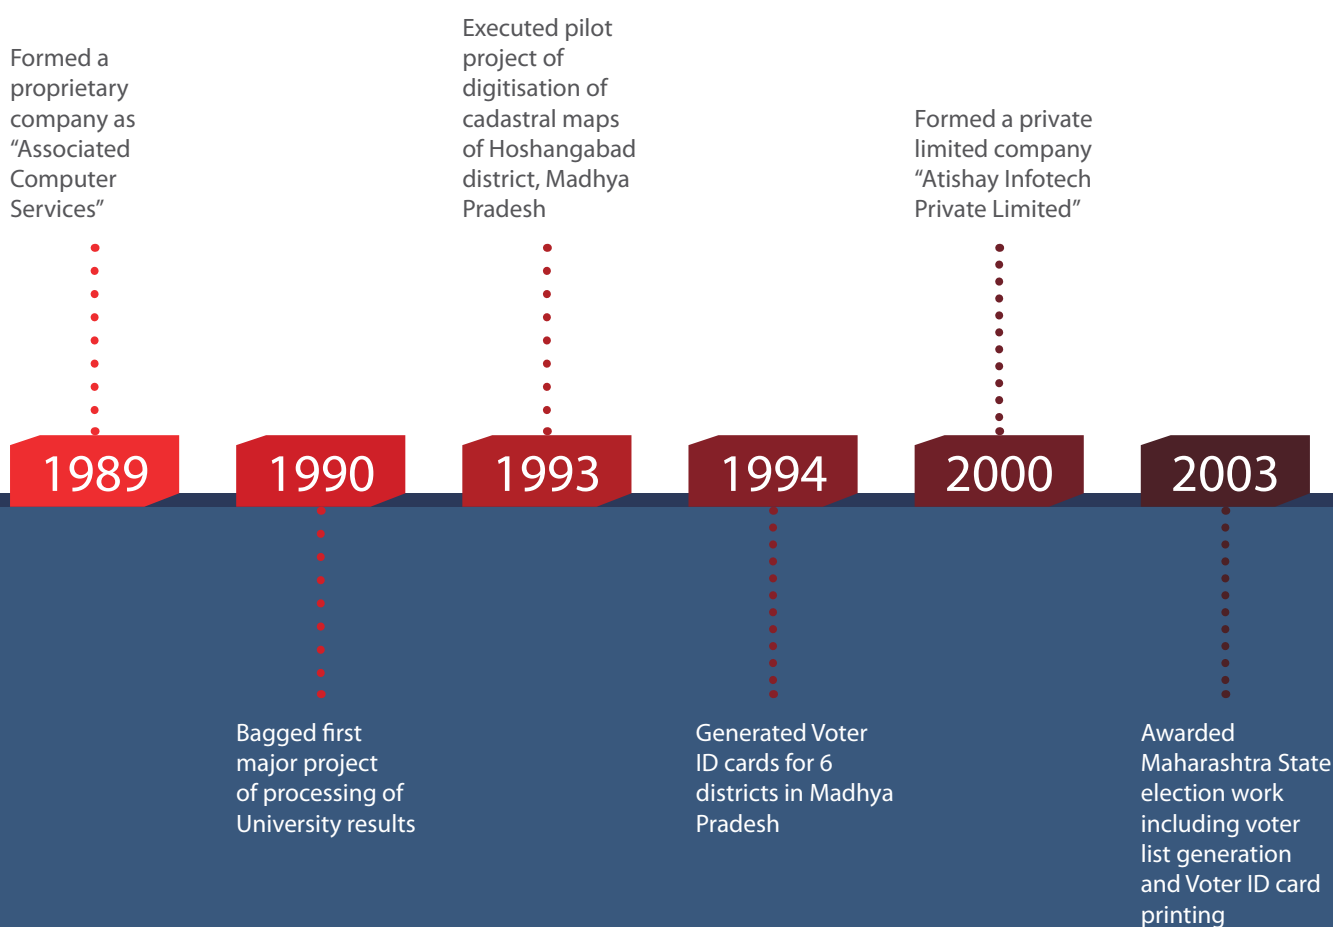 Formed a
proprietary
company as
“Associated
Computer
Services”
Executed pilot
project of
digitisation of
cadastral maps
of Hoshangabad
district, Madhya
Pradesh
Formed a private
limited company
“Atishay Infotech
Private Limited”
1989
1990
1993
1994
2000
2003
Bagged first
major project
of processing of
University results
Generated Voter
ID cards for 6
districts in Madhya
Pradesh
Awarded
Maharashtra State
election work
including voter
list generation
and Voter ID card
printing